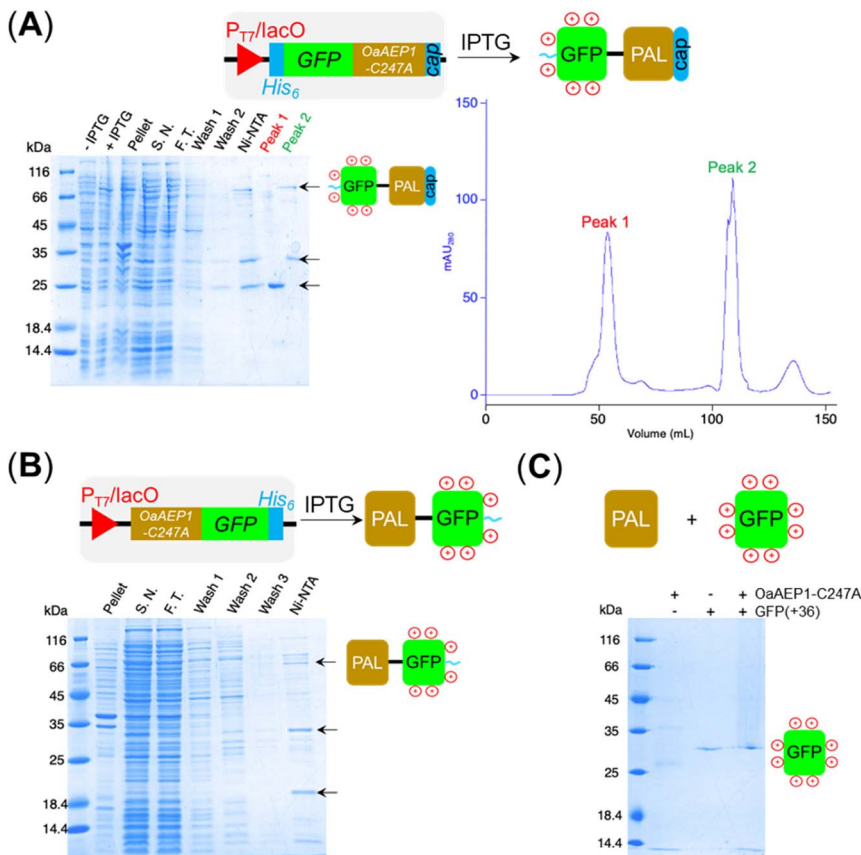 (A)
P_T7/lacO
GFP
OaAEP1
-C247A
cap
His₆
IPTG
GFP
PAL
cap
kDa
- IPTG
+ IPTG
Pellet
S. N.
F. T.
Wash 1
Wash 2
Ni-NTA
Peak 1
Peak 2
116
66
45
35
25
18.4
14.4
GFP
PAL
cap
150
100
50
0
mAU₂₈₀
Peak 1
Peak 2
0
50
100
150
Volume (mL)
(B)
P_T7/lacO
OaAEP1
-C247A
GFP
His₆
IPTG
PAL
GFP
kDa
Pellet
S. N.
F. T.
Wash 1
Wash 2
Wash 3
Ni-NTA
116
66
45
35
25
18.4
14.4
PAL
GFP
(C)
PAL
+
GFP
+ - + OaAEP1-C247A
- + + GFP(+36)
kDa
116
66
45
35
25
18.4
14.4
GFP